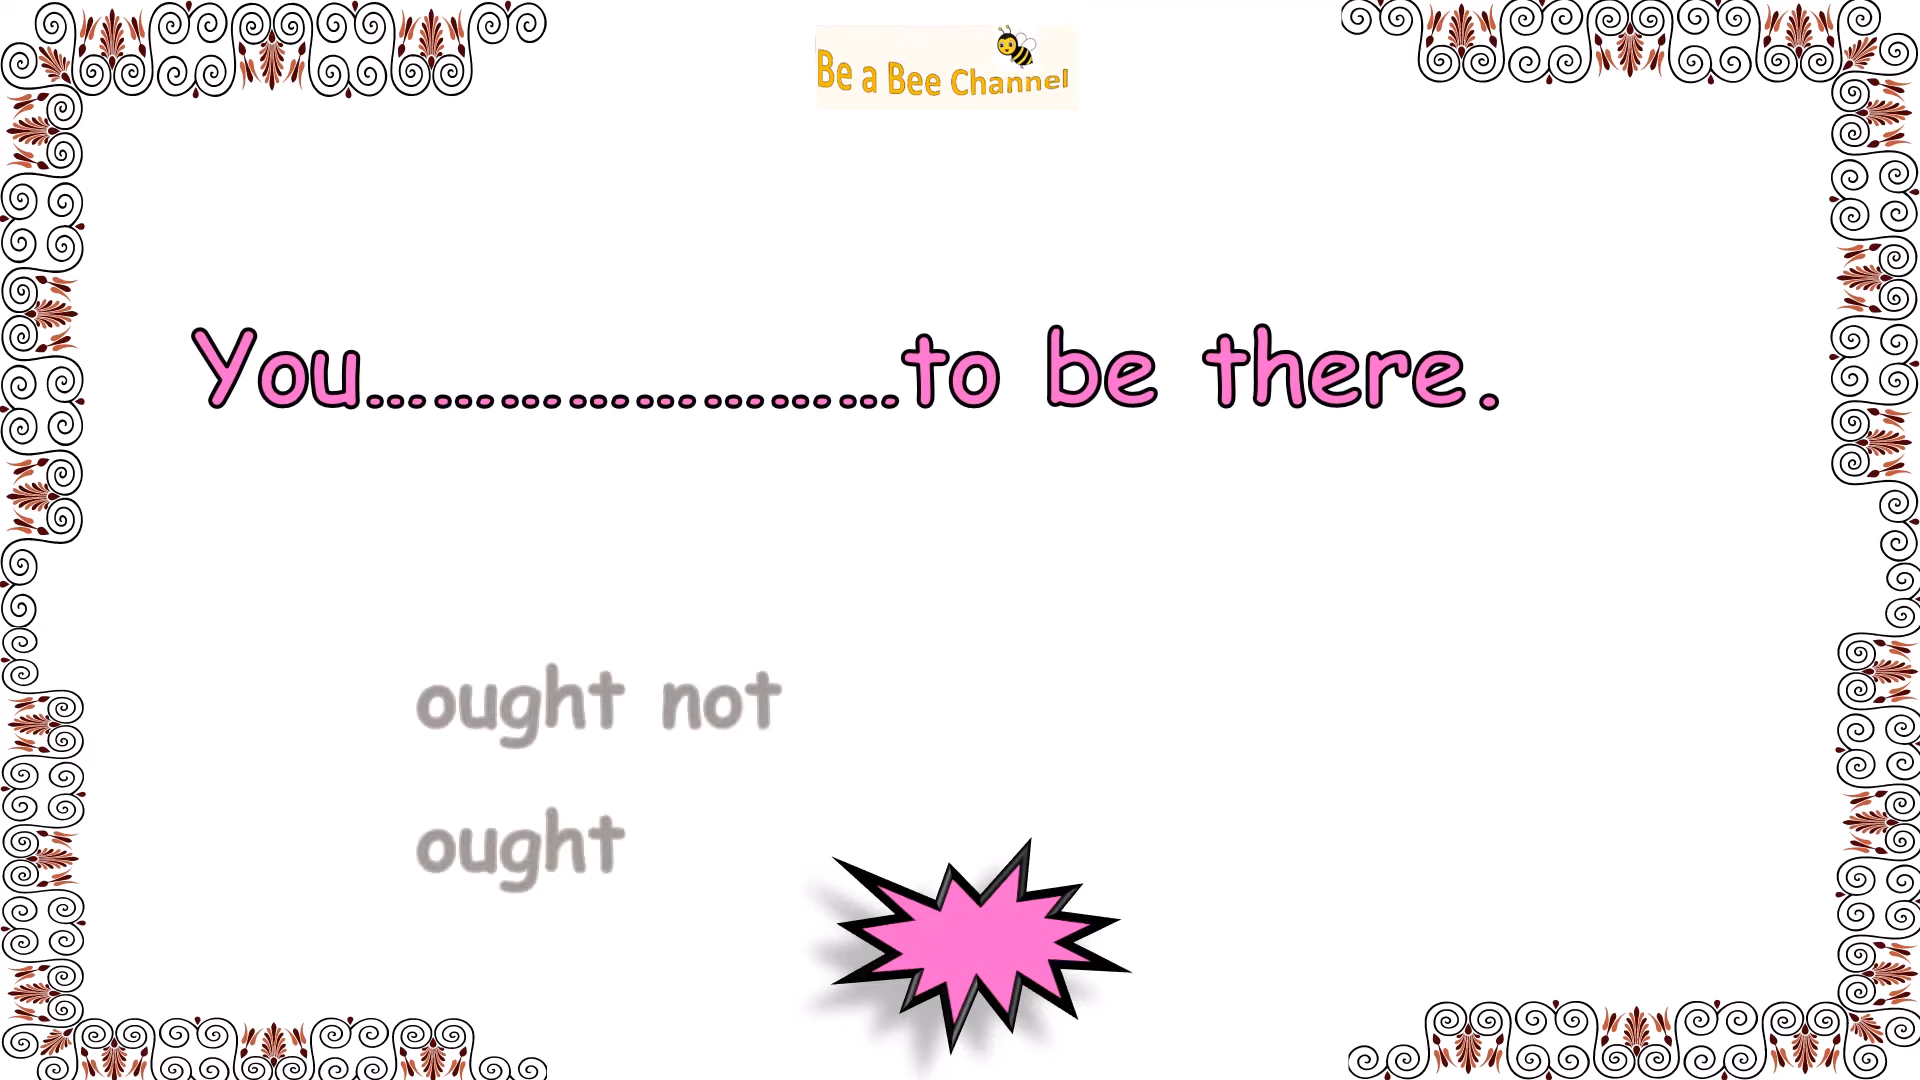 Be a Bee Channel
You.....................to be there.
ought not
ought